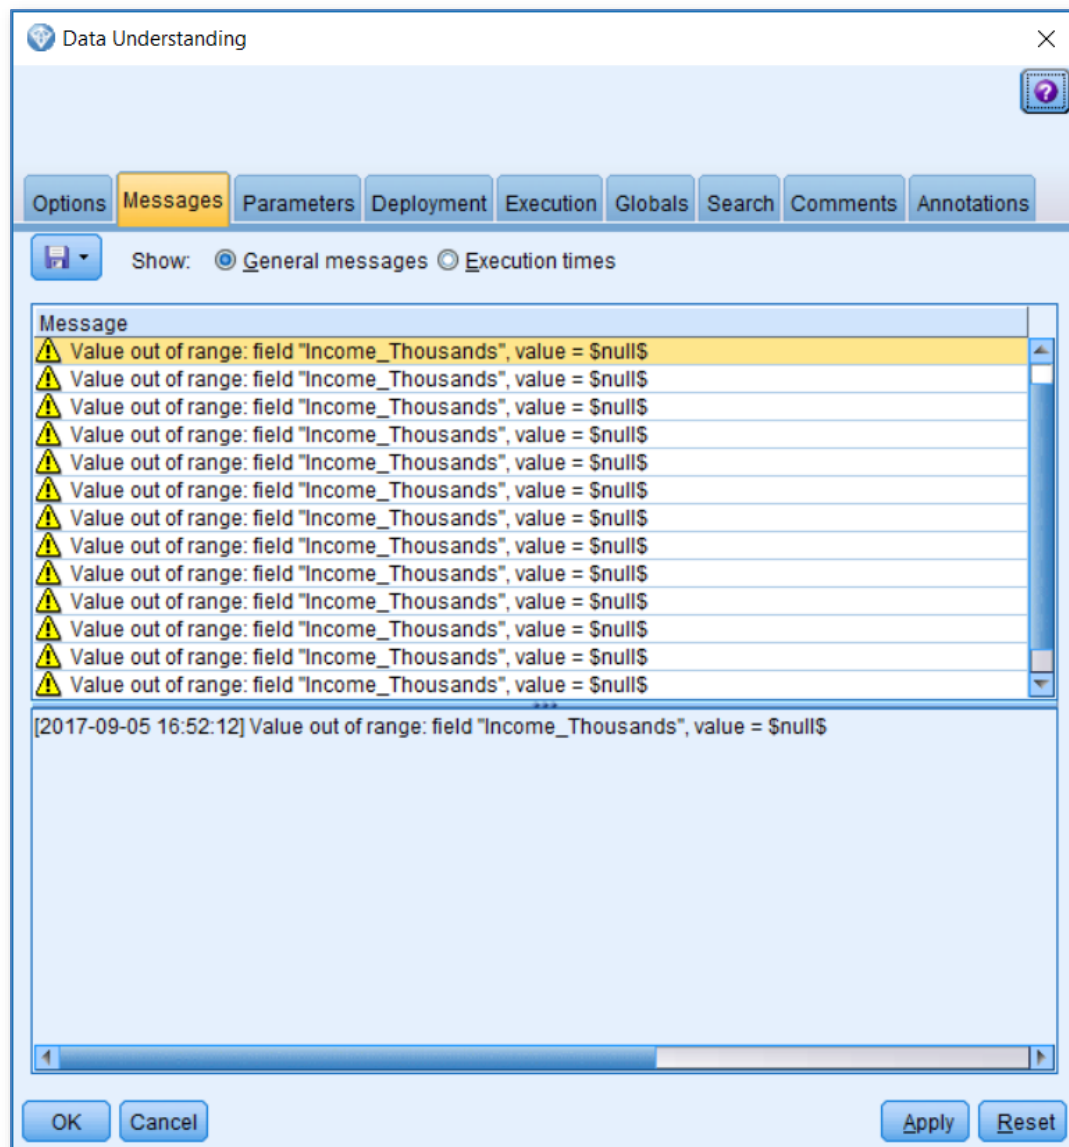 Data Understanding
Options Messages Parameters Deployment Execution Globals Search Comments Annotations
Show: General messages Execution times
Message
Value out of range: field "Income_Thousands", value = $null$
Value out of range: field "Income_Thousands", value = $null$
Value out of range: field "Income_Thousands", value = $null$
Value out of range: field "Income_Thousands", value = $null$
Value out of range: field "Income_Thousands", value = $null$
Value out of range: field "Income_Thousands", value = $null$
Value out of range: field "Income_Thousands", value = $null$
Value out of range: field "Income_Thousands", value = $null$
Value out of range: field "Income_Thousands", value = $null$
Value out of range: field "Income_Thousands", value = $null$
Value out of range: field "Income_Thousands", value = $null$
Value out of range: field "Income_Thousands", value = $null$
Value out of range: field "Income_Thousands", value = $null$
[2017-09-05 16:52:12] Value out of range: field "Income_Thousands", value = $null$
OK Cancel Apply Reset